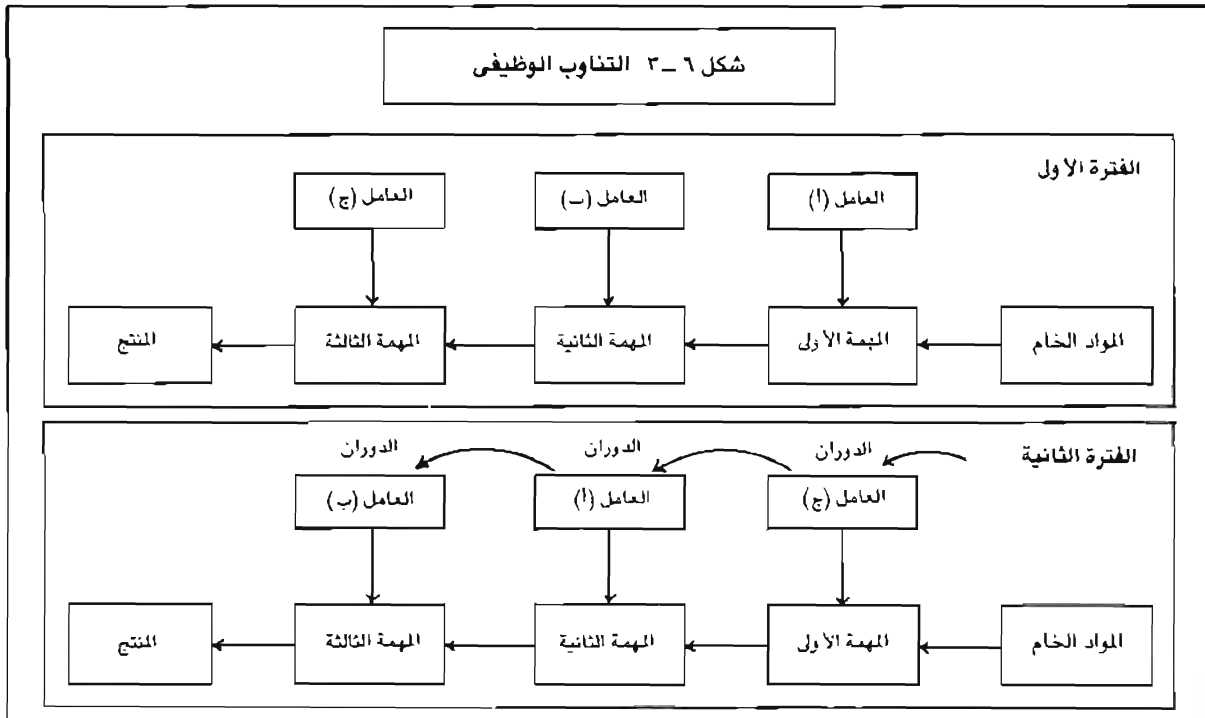 شكل ٦ – ٣ التناوب الوظيفى
الفترة الأولى
العامل (أ)
العامل (ب)
العامل (ج)
المواد الخام
المهمة الأولى
المهمة الثانية
المهمة الثالثة
المنتج
الفترة الثانية
الدوران
الدوران
الدوران
العامل (ج)
العامل (أ)
العامل (ب)
المواد الخام
المهمة الأولى
المهمة الثانية
المهمة الثالثة
المنتج